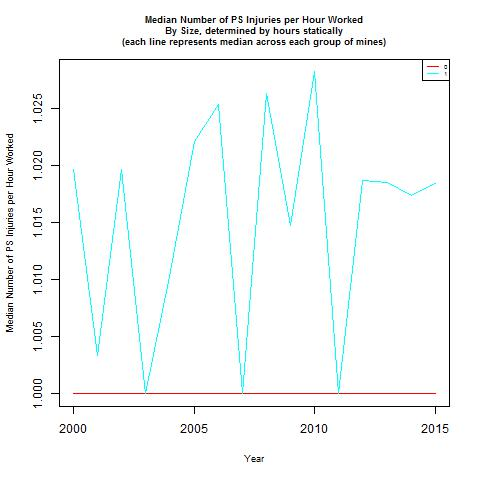 Median Number of PS Injuries per Hour Worked
By Size, determined by hours statically
(each line represents median across each group of mines)
0
1
Median Number of PS Injuries per Hour Worked
1.025
1.020
1.015
1.010
1.005
1.000
2000 2005 2010 2015
Year